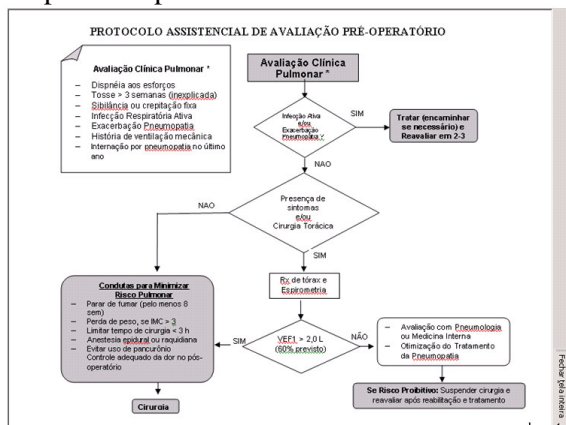 PROTOCOLO ASSISTENCIAL DE AVALIAÇÃO PRÉ-OPERATÓRIO
Avaliação Clínica Pulmonar *
– Dispnéia aos esforços
– Tosse > 3 semanas (inexplicada)
– Sibilância ou crepitação fixa
– Infecção Respiratória Ativa
– Exacerbação Pneumopatia
– História de ventilação mecânica
– Internação por pneumopatia no último
ano
Avaliação Clínica
Pulmonar *
Infecção Ativa
e/ou
Exacerbação
Pneumopatia
SIM
Tratar (encaminhar
se necessário) e
Reavaliar em 2-3
NAO
Presença de
sintomas
e/ou
Cirurgia Torácica
NAO
SIM
Rx de tórax e
Espirometria
Condutas para Minimizar
Risco Pulmonar
– Parar de fumar (pelo menos 8
sem)
– Perda de peso, se IMC > 3
– Limitar tempo de cirurgia < 3 h
– Anestesia epidural ou raquidiana
– Evitar uso de pancurônio
Controle adequado da dor no pós-
operatório
SIM
VEF1 > 2,0 L
(60% previsto)
NÃO
– Avaliação com Pneumologia
ou Medicina Interna
– Otimização do Tratamento
da Pneumopatia
Se Risco Proibitivo: Suspender cirurgia e
reavaliar após reabilitação e tratamento
Cirurgia
Fechar tela inteira